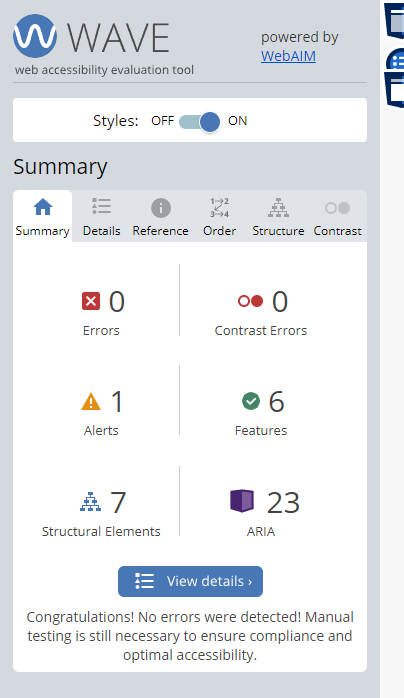 WAVE
web accessibility evaluation tool
powered by
WebAIM
Styles: OFF ON
Summary
Summary Details Reference Order Structure Contrast
0
Errors
0
Contrast Errors
1
Alerts
6
Features
7
Structural Elements
23
ARIA
View details ›
Congratulations! No errors were detected! Manual
testing is still necessary to ensure compliance and
optimal accessibility.